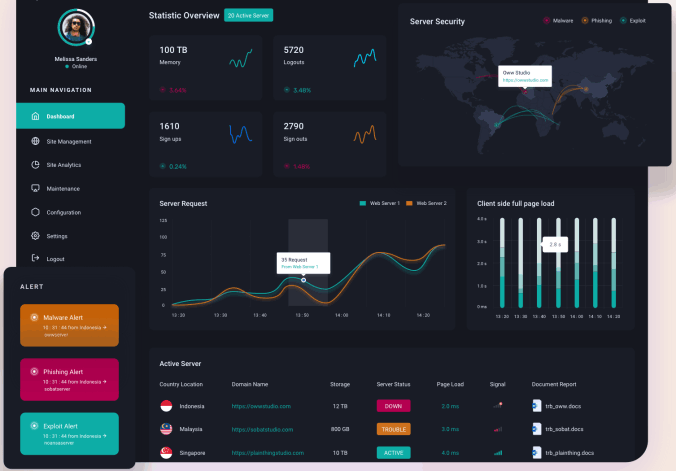 Melissa Sanders
Online
MAIN NAVIGATION
Dashboard
Site Management
Site Analytics
Maintenance
Configuration
Settings
Logout
ALERT
Malware Alert
10 : 31 : 44 from Indonesia →
owwserver
Phishing Alert
10 : 31 : 44 from Indonesia →
sobatserver
Exploit Alert
10 : 31 : 44 from Indonesia →
Statistic Overview 20 Active Server
100 TB
Memory
2.64%
5720
Logouts
3.48%
1610
Sign ups
0.24%
2790
Sign outs
1.48%
Server Security Malware Phishing Exploit
Oww Studio
https://owwstudio.com
Server Request Web Server 1 Web Server 2
125
100
75
50
25
0
35 Request
From Web Server 1
13 : 20 13 : 30 13 : 40 13 : 50 14 : 00 14 : 10 14 : 20
Client side full page load
4.0 s
3.0 s
2.0 s
1.0 s
0 ms
2.8 s
13 : 20 13 : 30 13 : 40 13 : 50 14 : 00 14 : 10 14 : 20
Active Server
Country Location Domain Name Storage Server Status Page Load Signal Document Report
Indonesia https://owwstudio.com 12 TB DOWN 2.0 ms trb_oww.docs
Malaysia https://sobatstudio.com 800 GB TROUBLE 3.0 ms trb_sobat.docs
Singapore https://plainthingstudio.com 10 TB ACTIVE 4.0 ms trb_plainthing.docs